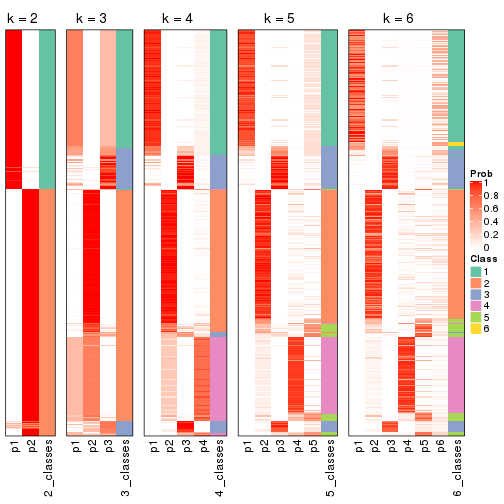 k = 2
k = 3
k = 4
k = 5
k = 6
Prob
1
0.8
0.6
0.4
0.2
0
Class
1
2
3
4
5
6
p1
p2
2_classes
p1
p2
p3
3_classes
p1
p2
p3
p4
4_classes
p1
p2
p3
p4
p5
5_classes
p1
p2
p3
p4
p5
p6
6_classes